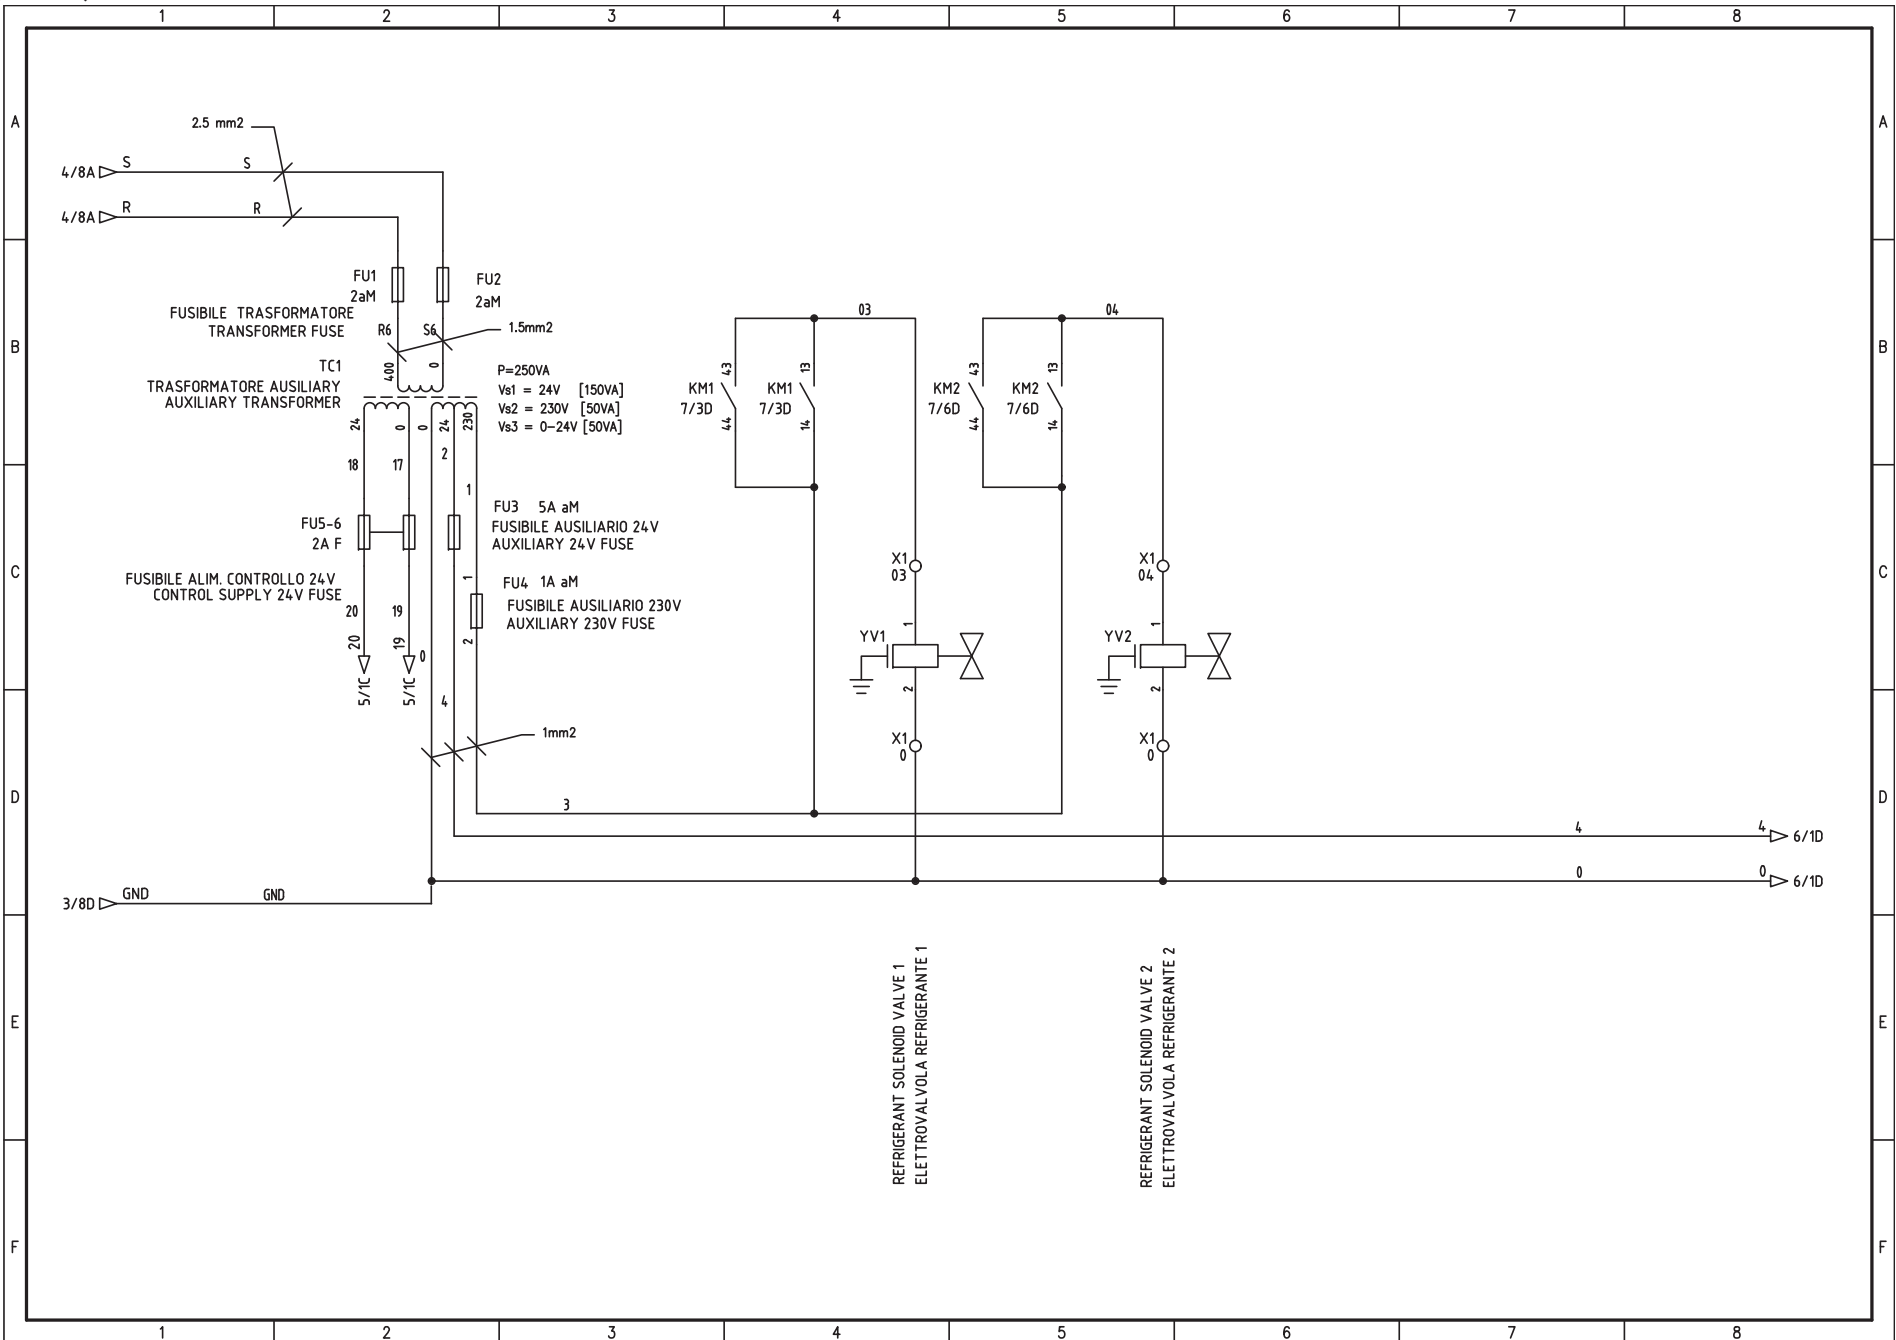 1 2 3 4 5 6 7 8
A A
2.5 mm2
4/8A S S
4/8A R R
FU1
2aM
FU2
2aM
FUSIBILE TRASFORMATORE
TRANSFORMER FUSE
R6 S6 1.5mm2
B B
03
04
TC1
TRASFORMATORE AUSILIARY
AUXILIARY TRANSFORMER
400 0
P=250VA
Vs1 = 24V [150VA]
Vs2 = 230V [50VA]
Vs3 = 0-24V [50VA]
24 0 0 24 230
KM1
7/3D
43
44
KM1
7/3D
13
14
KM2
7/6D
43
44
KM2
7/6D
13
14
18 17 2
1
FU5-6
2A F
FU3 5A aM
FUSIBILE AUSILIARIO 24V
AUXILIARY 24V FUSE
C C
FUSIBILE ALIM. CONTROLLO 24V
CONTROL SUPPLY 24V FUSE
1
FU4 1A aM
FUSIBILE AUSILIARIO 230V
AUXILIARY 230V FUSE
2
20 19
20 19 0
5/1C 5/1C
4
X1
03
X1
04
1
YV1
2
1
YV2
2
1mm2
X1
0
X1
0
D D
3
4 4 6/1D
0 0 6/1D
3/8D GND GND
REFRIGERANT SOLENOID VALVE 1
ELETTROVALVOLA REFRIGERANTE 1
REFRIGERANT SOLENOID VALVE 2
ELETTROVALVOLA REFRIGERANTE 2
E E
F F
1 2 3 4 5 6 7 8